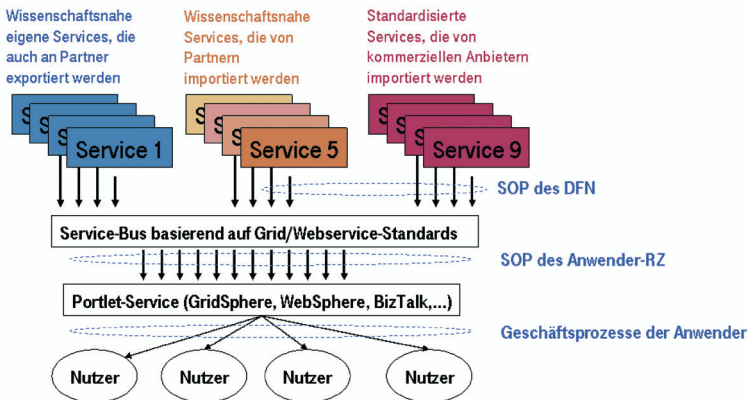 Wissenschaftsnahe
eigene Services, die
auch an Partner
exportiert werden
Wissenschaftsnahe
Services, die von
Partnern
importiert werden
Standardisierte
Services, die von
kommerziellen Anbietern
importiert werden
S
S
S
Service 1
S
S
S
Service 5
S
S
S
Service 9
SOP des DFN
Service-Bus basierend auf Grid/Webservice-Standards
SOP des Anwender-RZ
Portlet-Service (GridSphere, WebSphere, BizTalk,...)
Geschäftsprozesse der Anwender
Nutzer
Nutzer
Nutzer
Nutzer